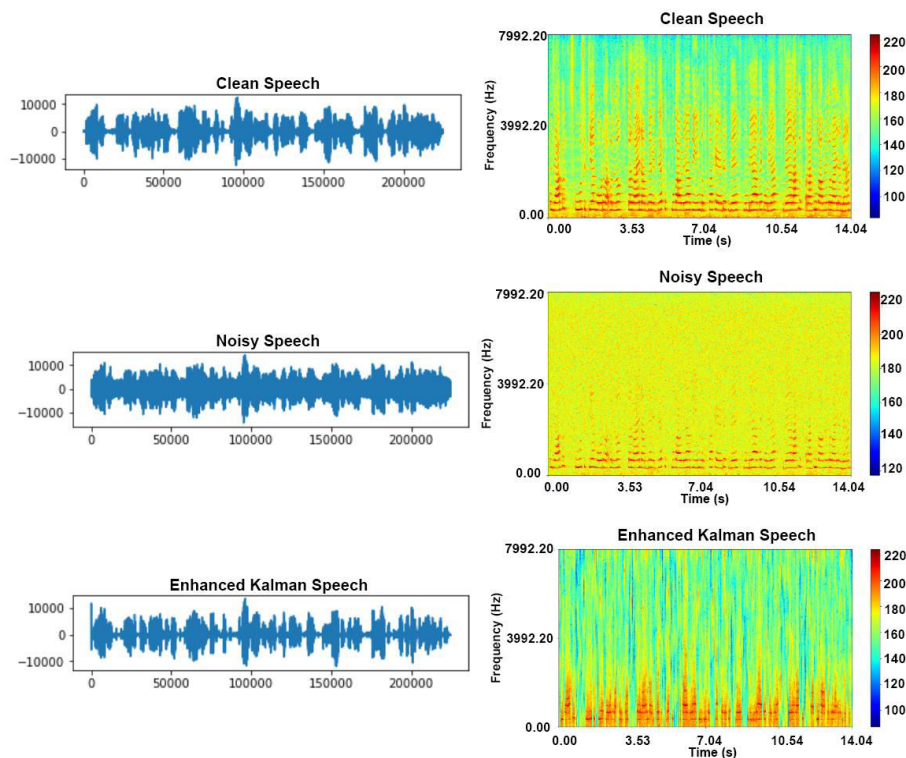 Clean Speech
10000
0
−10000
0 50000 100000 150000 200000
Clean Speech
7992.20
3992.20
0.00
Frequency (Hz)
0.00 3.53 7.04 10.54 14.04
Time (s)
220
200
180
160
140
120
100
Noisy Speech
10000
0
−10000
0 50000 100000 150000 200000
Noisy Speech
7992.20
3992.20
0.00
Frequency (Hz)
0.00 3.53 7.04 10.54 14.04
Time (s)
220
200
180
160
140
120
Enhanced Kalman Speech
10000
0
−10000
0 50000 100000 150000 200000
Enhanced Kalman Speech
7992.20
3992.20
0.00
Frequency (Hz)
0.00 3.53 7.04 10.54 14.04
Time (s)
220
200
180
160
140
120
100